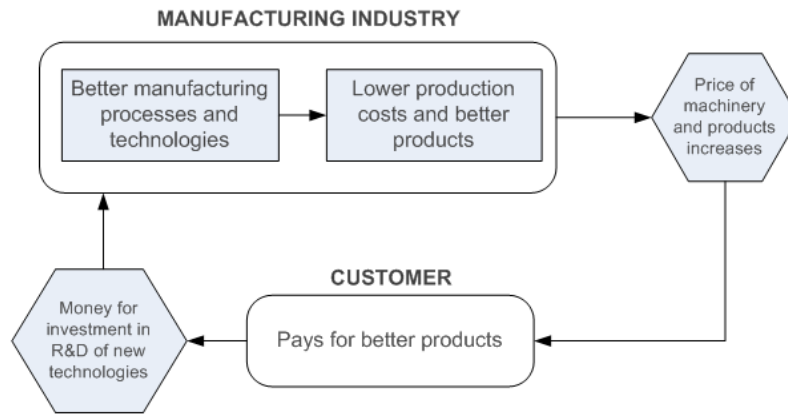 MANUFACTURING INDUSTRY
Better manufacturing
processes and
technologies
Lower production
costs and better
products
Price of
machinery
and products
increases
CUSTOMER
Pays for better products
Money for
investment in
R&D of new
technologies